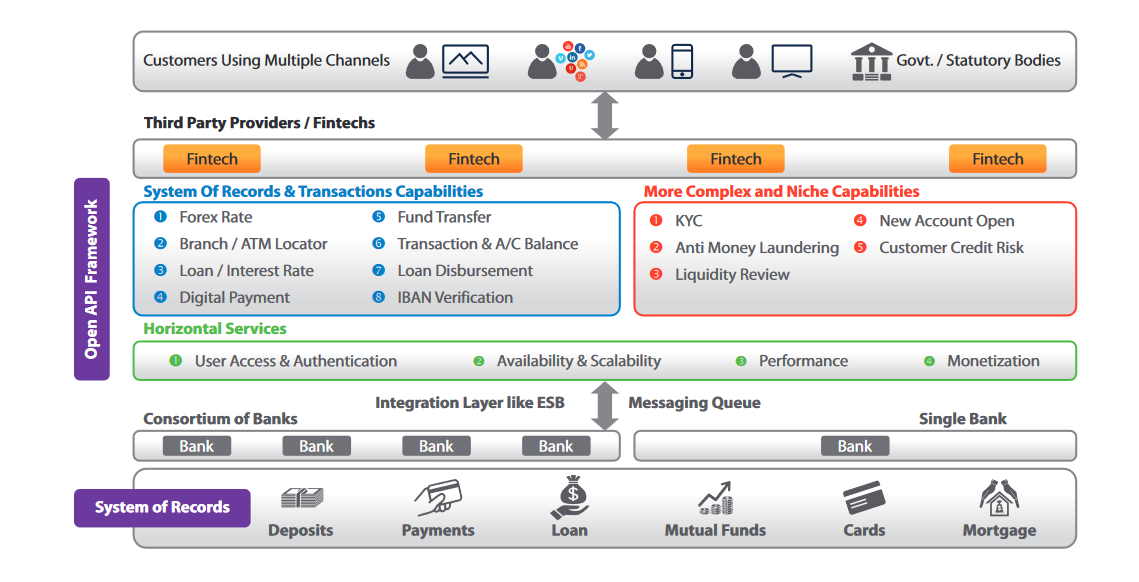 Customers Using Multiple Channels
Govt. / Statutory Bodies
Third Party Providers / Fintechs
Fintech Fintech Fintech Fintech
Open API Framework
System Of Records & Transactions Capabilities
1 Forex Rate
2 Branch / ATM Locator
3 Loan / Interest Rate
4 Digital Payment
5 Fund Transfer
6 Transaction & A/C Balance
7 Loan Disbursement
8 IBAN Verification
More Complex and Niche Capabilities
1 KYC
2 Anti Money Laundering
3 Liquidity Review
4 New Account Open
5 Customer Credit Risk
Horizontal Services
1 User Access & Authentication 2 Availability & Scalability 3 Performance 4 Monetization
Integration Layer like ESB Messaging Queue
Consortium of Banks Single Bank
Bank Bank Bank Bank Bank
System of Records
Deposits Payments Loan Mutual Funds Cards Mortgage